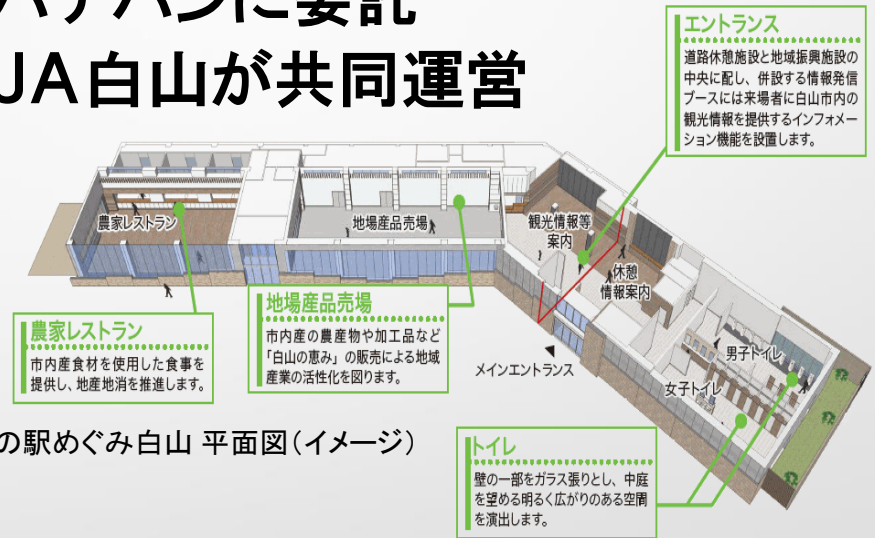 ハナバンに委託
JA白山が共同運営
エントランス
道路休憩施設と地域振興施設の
中央に配し、併設する情報発信
ブースには来場者に白山市内の
観光情報を提供するインフォメー
ション機能を設置します。
農家レストラン
地場産品売場
観光情報等
案内
休憩
情報案内
男子トイレ
女子トイレ
メインエントランス
農家レストラン
市内産食材を使用した食事を
提供し、地産地消を推進します。
地場産品売場
市内産の農産物や加工品など
「白山の恵み」の販売による地域
産業の活性化を図ります。
の駅めぐみ白山 平面図(イメージ)
トイレ
壁の一部をガラス張りとし、中庭
を望める明るく広がりのある空間
を演出します。